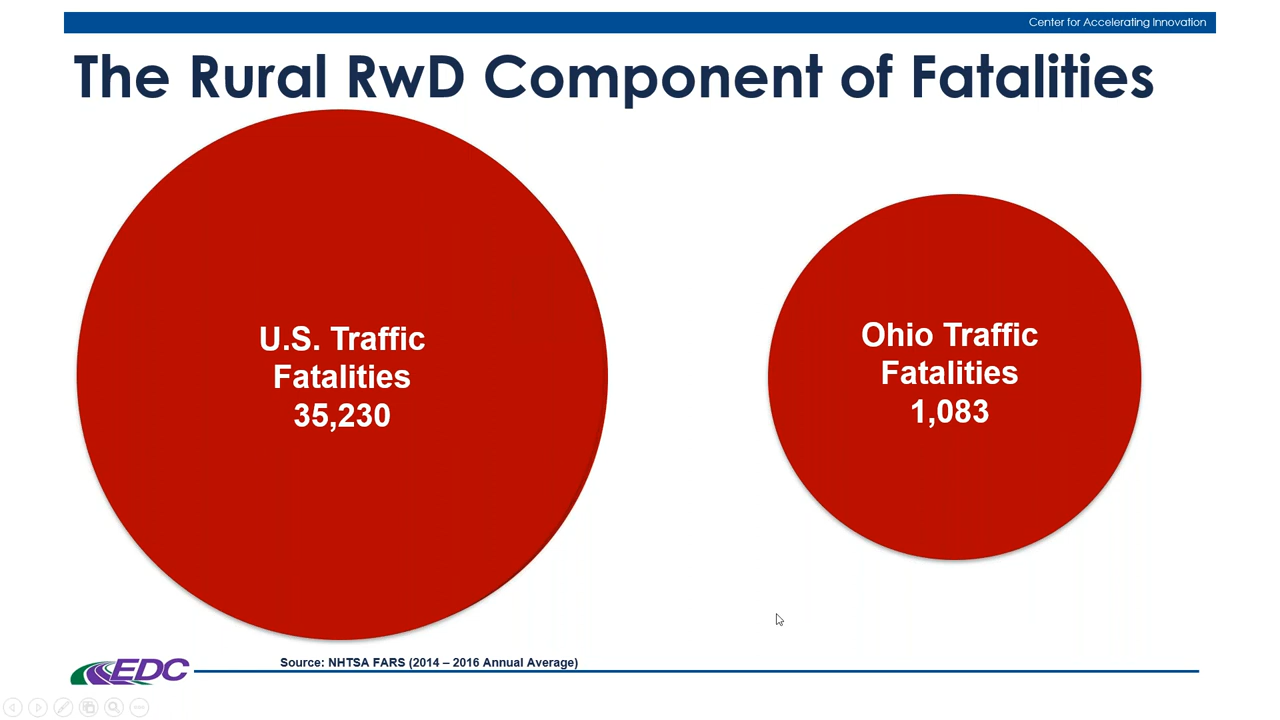 Center for Accelerating Innovation
The Rural RwD Component of Fatalities
U.S. Traffic
Fatalities
35,230
Ohio Traffic
Fatalities
1,083
Source: NHTSA FARS (2014 – 2016 Annual Average)
EDC